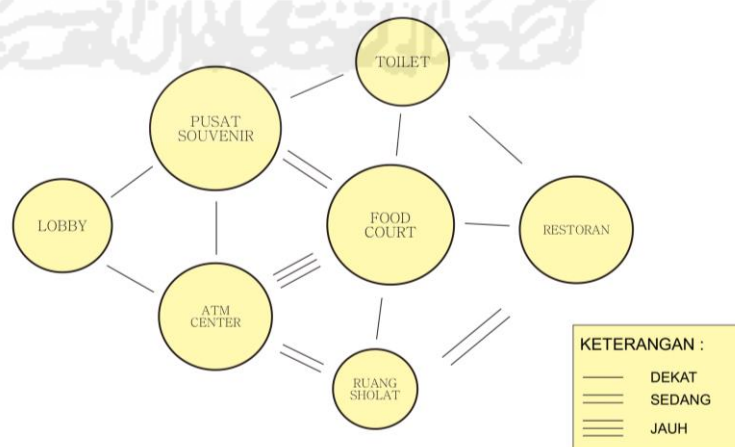 TOILET
PUSAT
SOUVENIR
LOBBY
FOOD
COURT
RESTORAN
ATM
CENTER
RUANG
SHOLAT
KETERANGAN :
DEKAT
SEDANG
JAUH